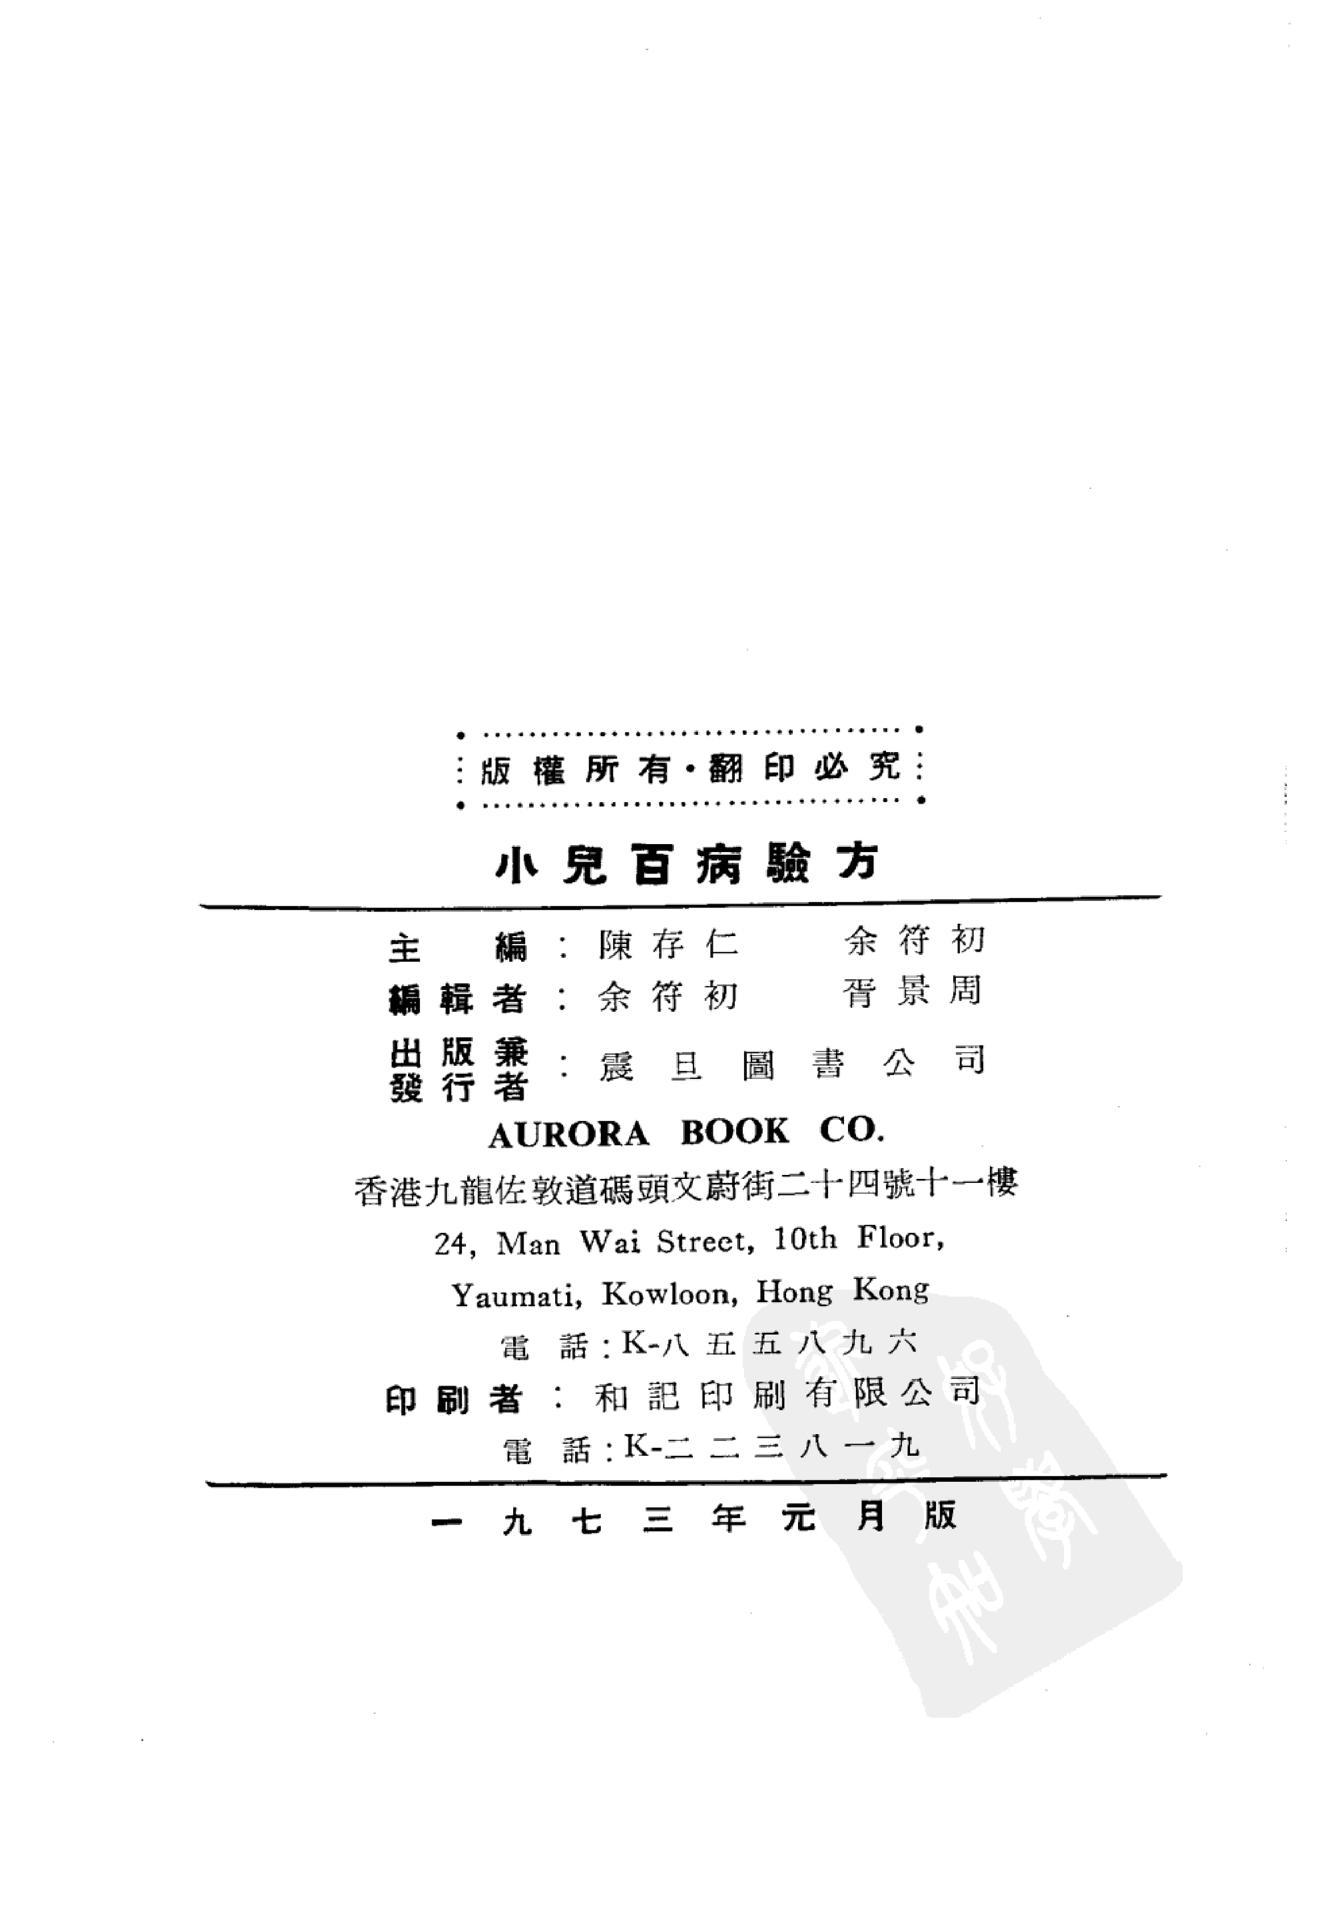 版權所有·翻印必究
小兒百病驗方
主編：陳存仁 余符初
編輯者：余符初 胥景周
出版兼發行者：震旦圖書公司
AURORA BOOK CO.
香港九龍佐敦道碼頭文蔚街二十四號十一樓
24, Man Wai Street, 10th Floor,
Yaumati, Kowloon, Hong Kong
電話：K-八五五八九六
印刷者：和記印刷有限公司
電話：K-二二三八一九
一九七三年元月版